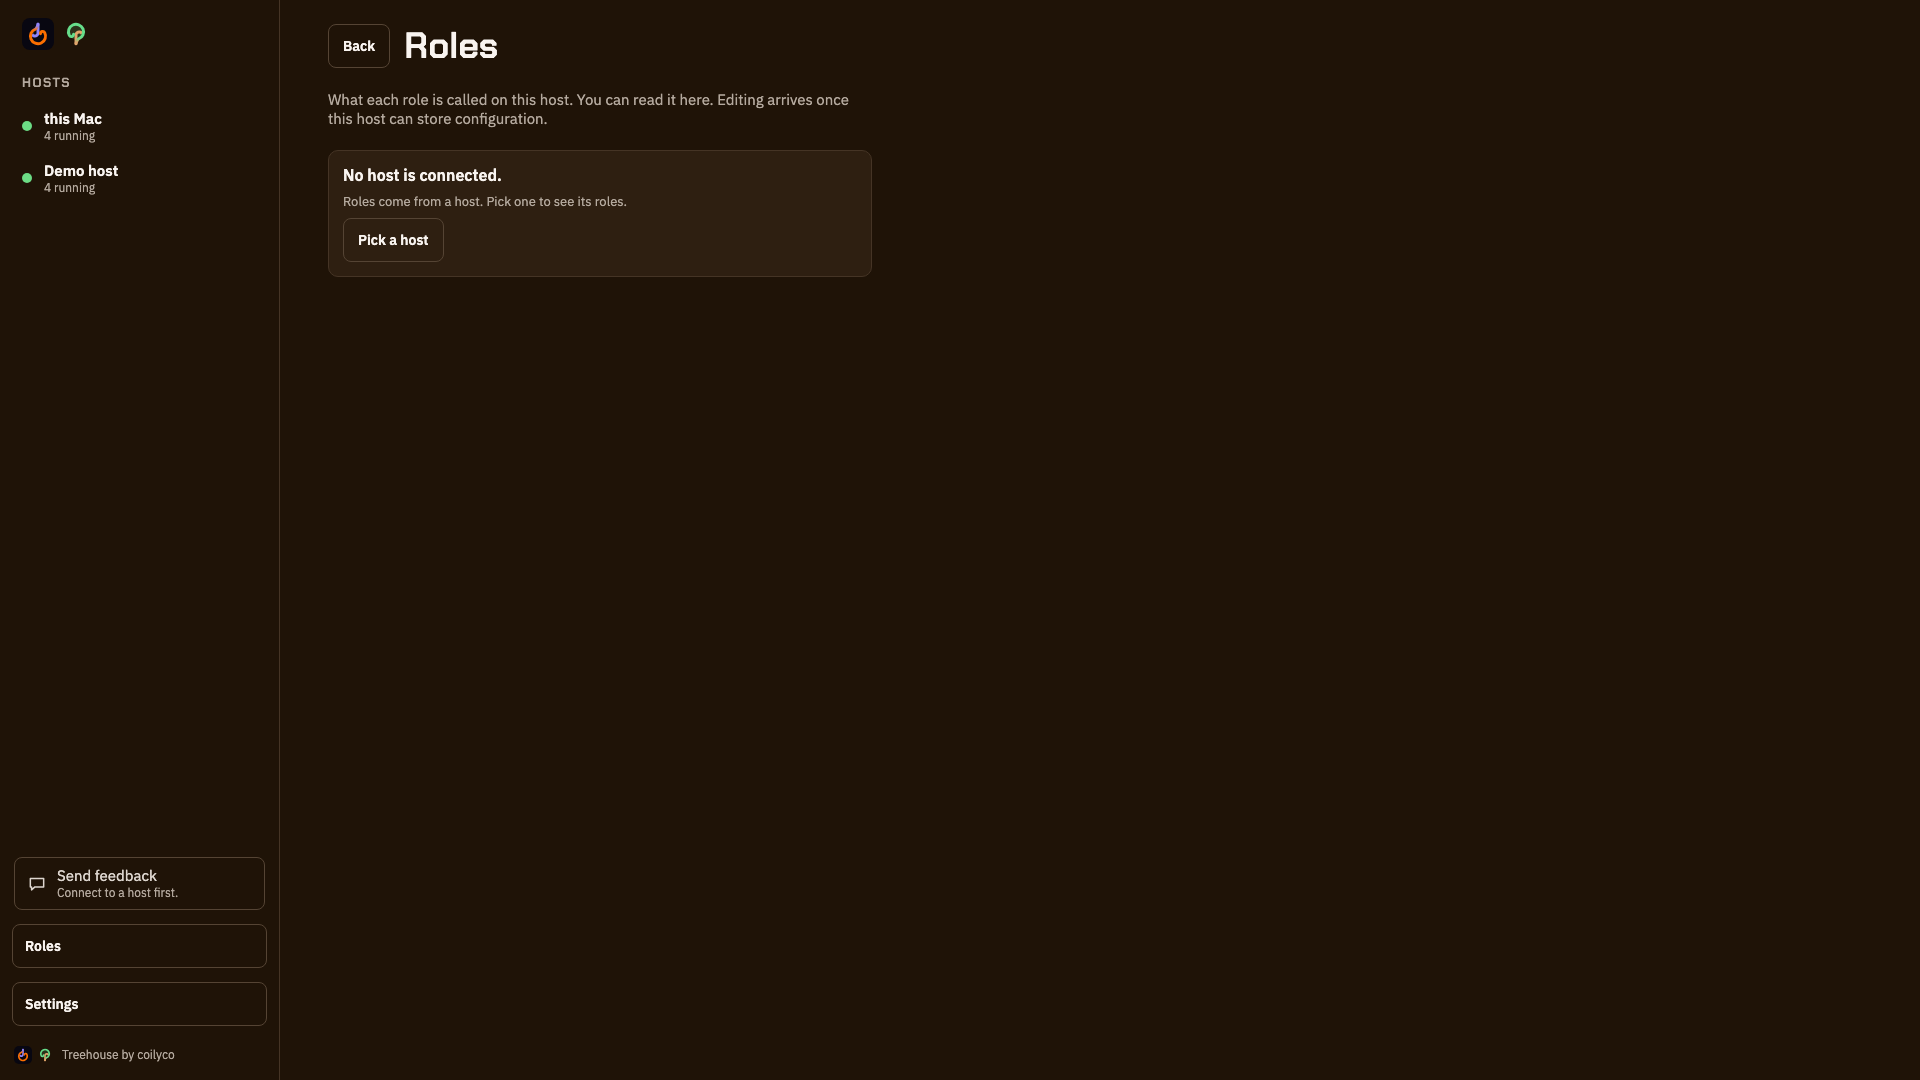 HOSTS
this Mac
4 running
Demo host
4 running
Send feedback
Connect to a host first.
Roles
Settings
Treehouse by coilyco
Back
Roles
What each role is called on this host. You can read it here. Editing arrives once
this host can store configuration.
No host is connected.
Roles come from a host. Pick one to see its roles.
Pick a host